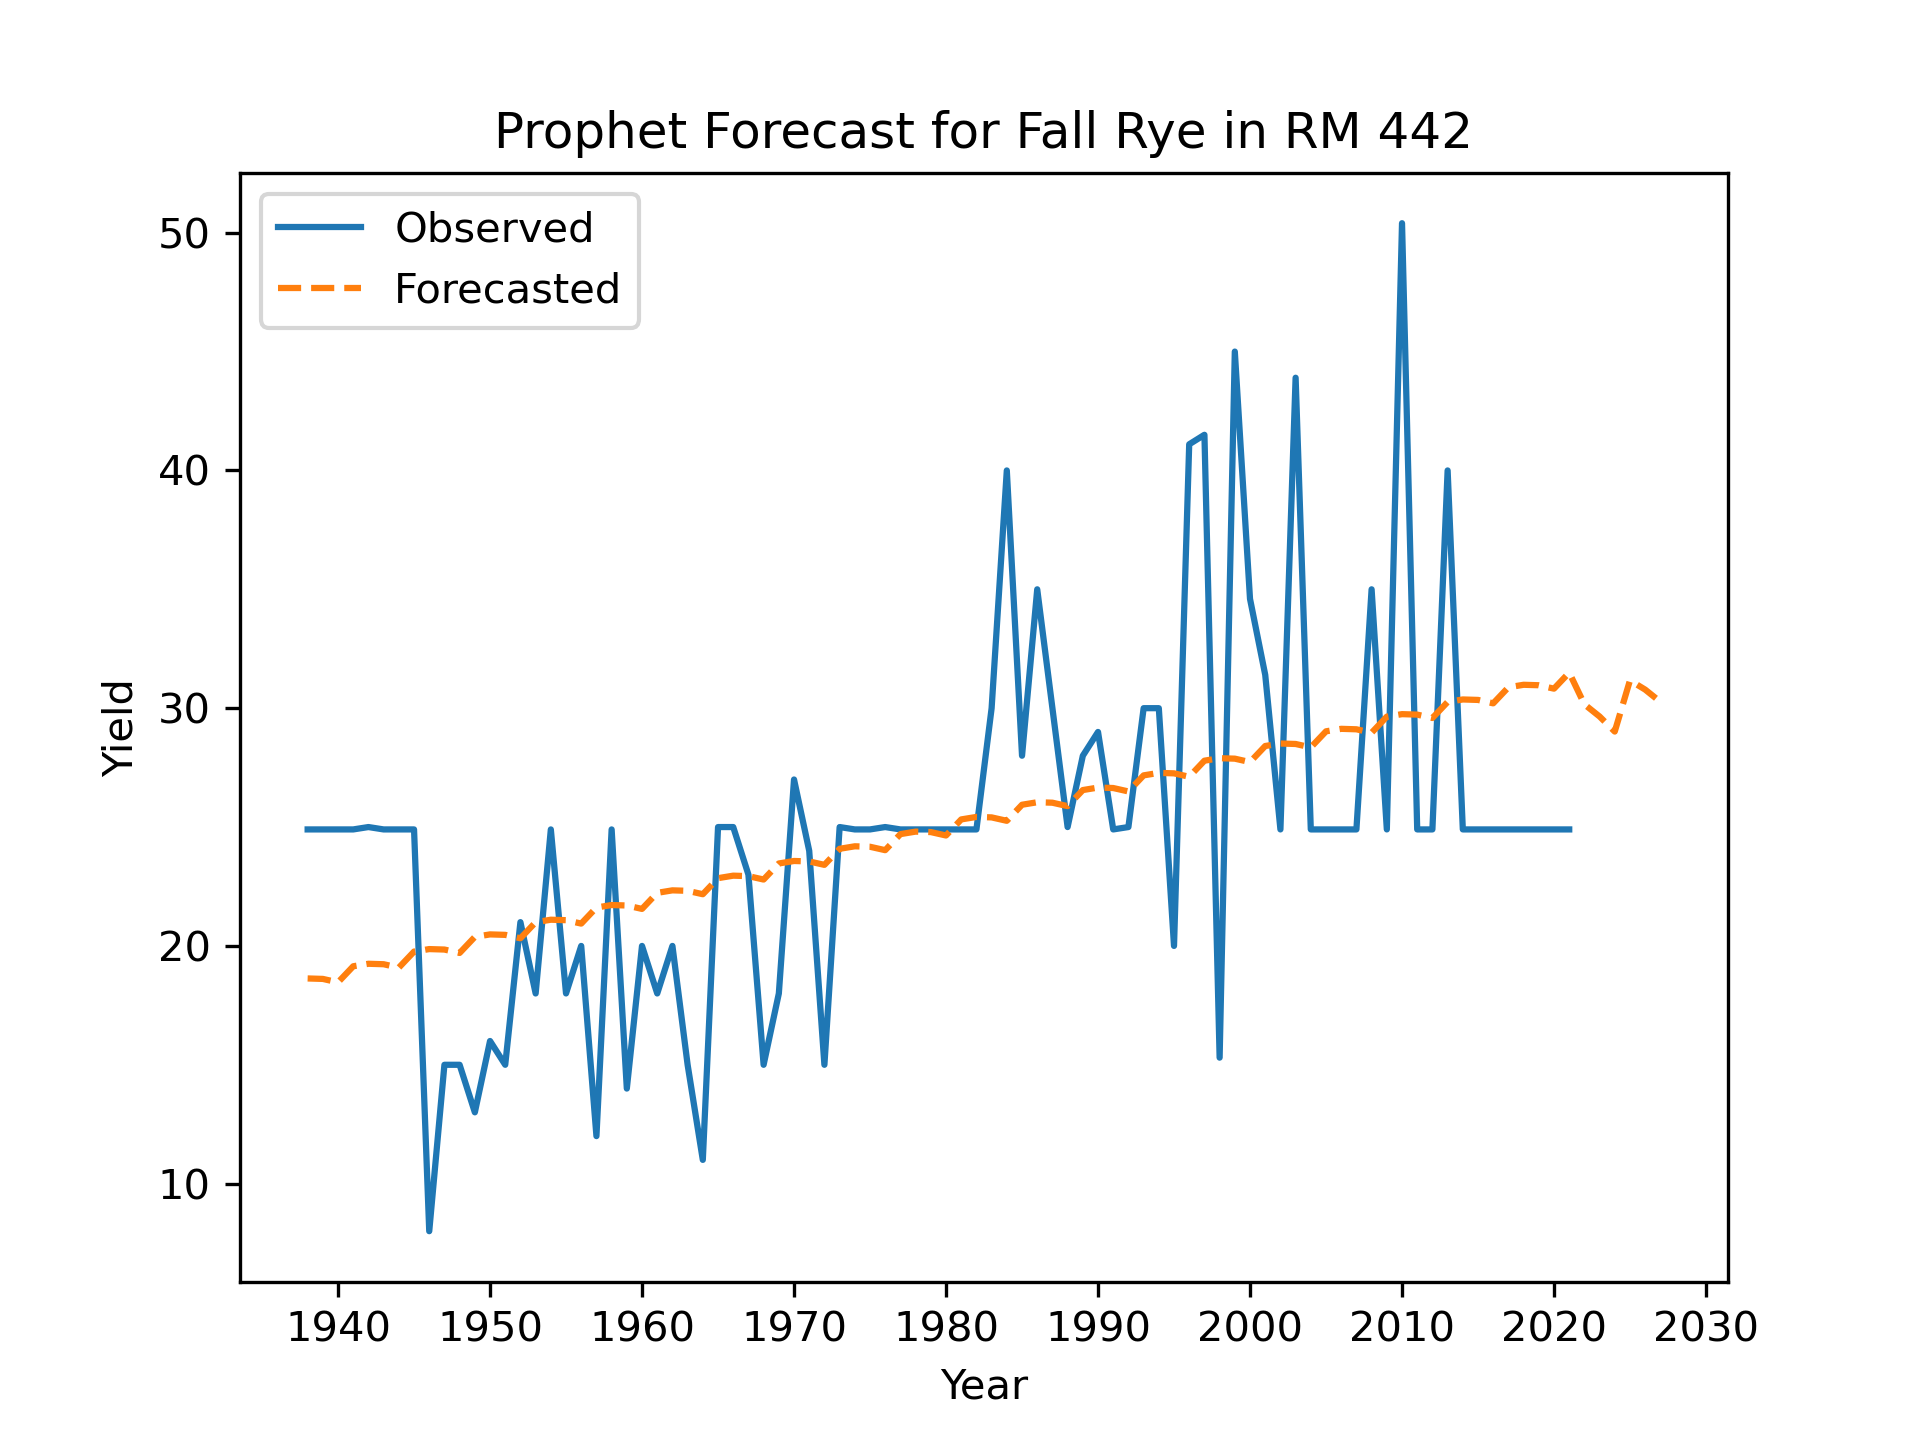 Prophet Forecast for Fall Rye in RM 442
Observed
Forecasted
50
40
30
20
10
Yield
1940 1950 1960 1970 1980 1990 2000 2010 2020 2030
Year